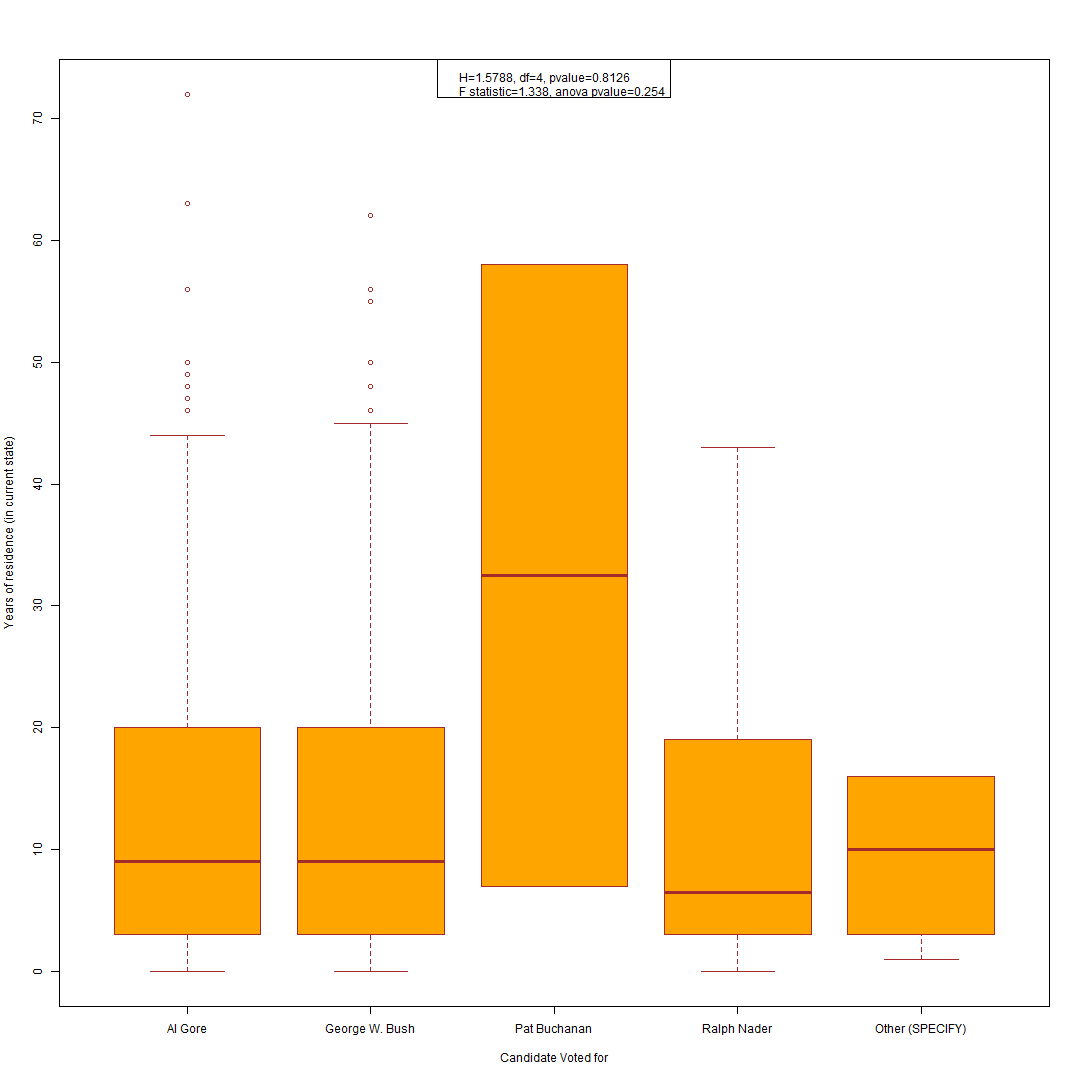 H=1.5788, df=4, pvalue=0.8126
F statistic=1.338, anova pvalue=0.254
70
60
50
40
30
20
10
0
Years of residence (in current state)
Al Gore George W. Bush Pat Buchanan Ralph Nader Other (SPECIFY)
Candidate Voted for